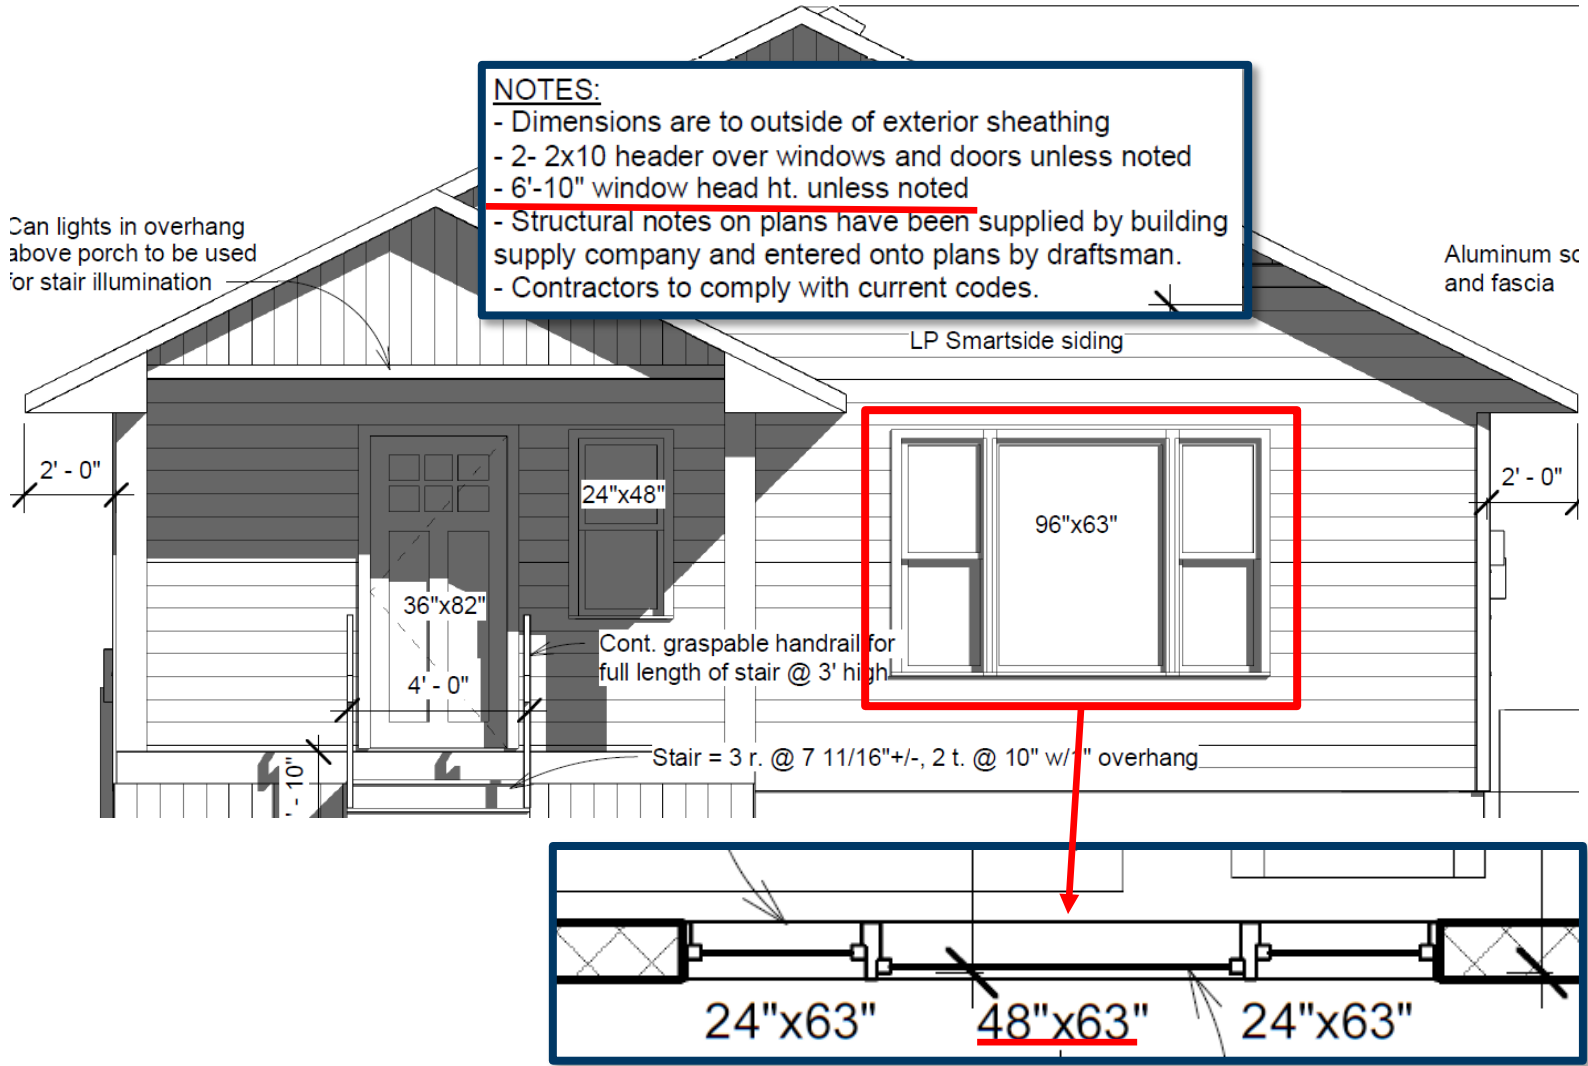 NOTES:
- Dimensions are to outside of exterior sheathing
- 2- 2x10 header over windows and doors unless noted
- 6'-10" window head ht. unless noted
- Structural notes on plans have been supplied by building
supply company and entered onto plans by draftsman.
- Contractors to comply with current codes.
Can lights in overhang
above porch to be used
for stair illumination
Aluminum so
and fascia
LP Smartside siding
2' - 0"
24"x48"
96"x63"
2' - 0"
36"x82"
Cont. graspable handrail for
full length of stair @ 3' high
4' - 0"
Stair = 3 r. @ 7 11/16"+/-, 2 t. @ 10" w/1" overhang
' - 10"
24"x63"
48"x63"
24"x63"